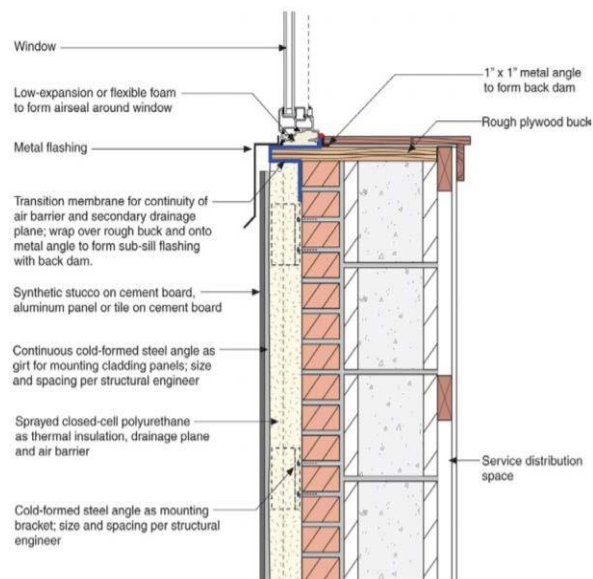 Window
Low-expansion or flexible foam
to form airseal around window
Metal flashing
Transition membrane for continuity of
air barrier and secondary drainage
plane; wrap over rough buck and onto
metal angle to form sub-sill flashing
with back dam.
Synthetic stucco on cement board,
aluminum panel or tile on cement board
Continuous cold-formed steel angle as
girt for mounting cladding panels; size
and spacing per structural engineer
Sprayed closed-cell polyurethane
as thermal insulation, drainage plane
and air barrier
Cold-formed steel angle as mounting
bracket; size and spacing per structural
engineer
1" x 1" metal angle
to form back dam
Rough plywood buck
Service distribution
space